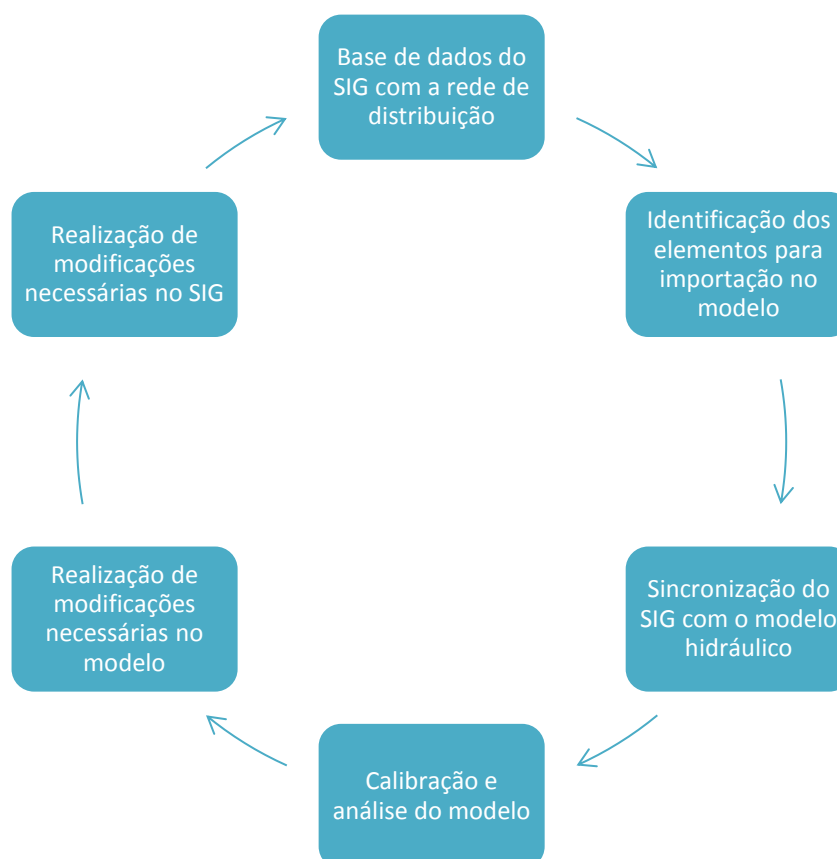 Base de dados do
SIG com a rede de
distribuição
Identificação dos
elementos para
importação no
modelo
Sincronização do
SIG com o modelo
hidráulico
Calibração e
análise do modelo
Realização de
modificações
necessárias no
modelo
Realização de
modificações
necessárias no SIG